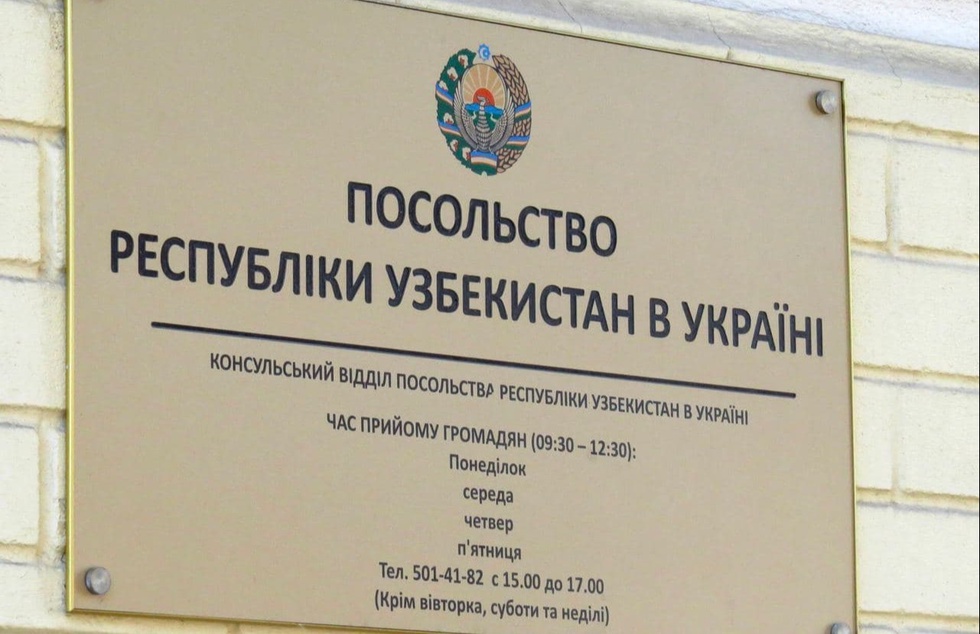 ПОСОЛЬСТВО
РЕСПУБЛІКИ УЗБЕКИСТАН В УКРАЇНІ
КОНСУЛЬСЬКИЙ ВІДДІЛ ПОСОЛЬСТВА РЕСПУБЛІКИ УЗБЕКИСТАН В УКРАЇНІ
ЧАС ПРИЙОМУ ГРОМАДЯН (09:30 – 12:30):
Понеділок
середа
четвер
п'ятниця
Тел. 501-41-82 с 15.00 до 17.00
(Крім вівторка, суботи та неділі)